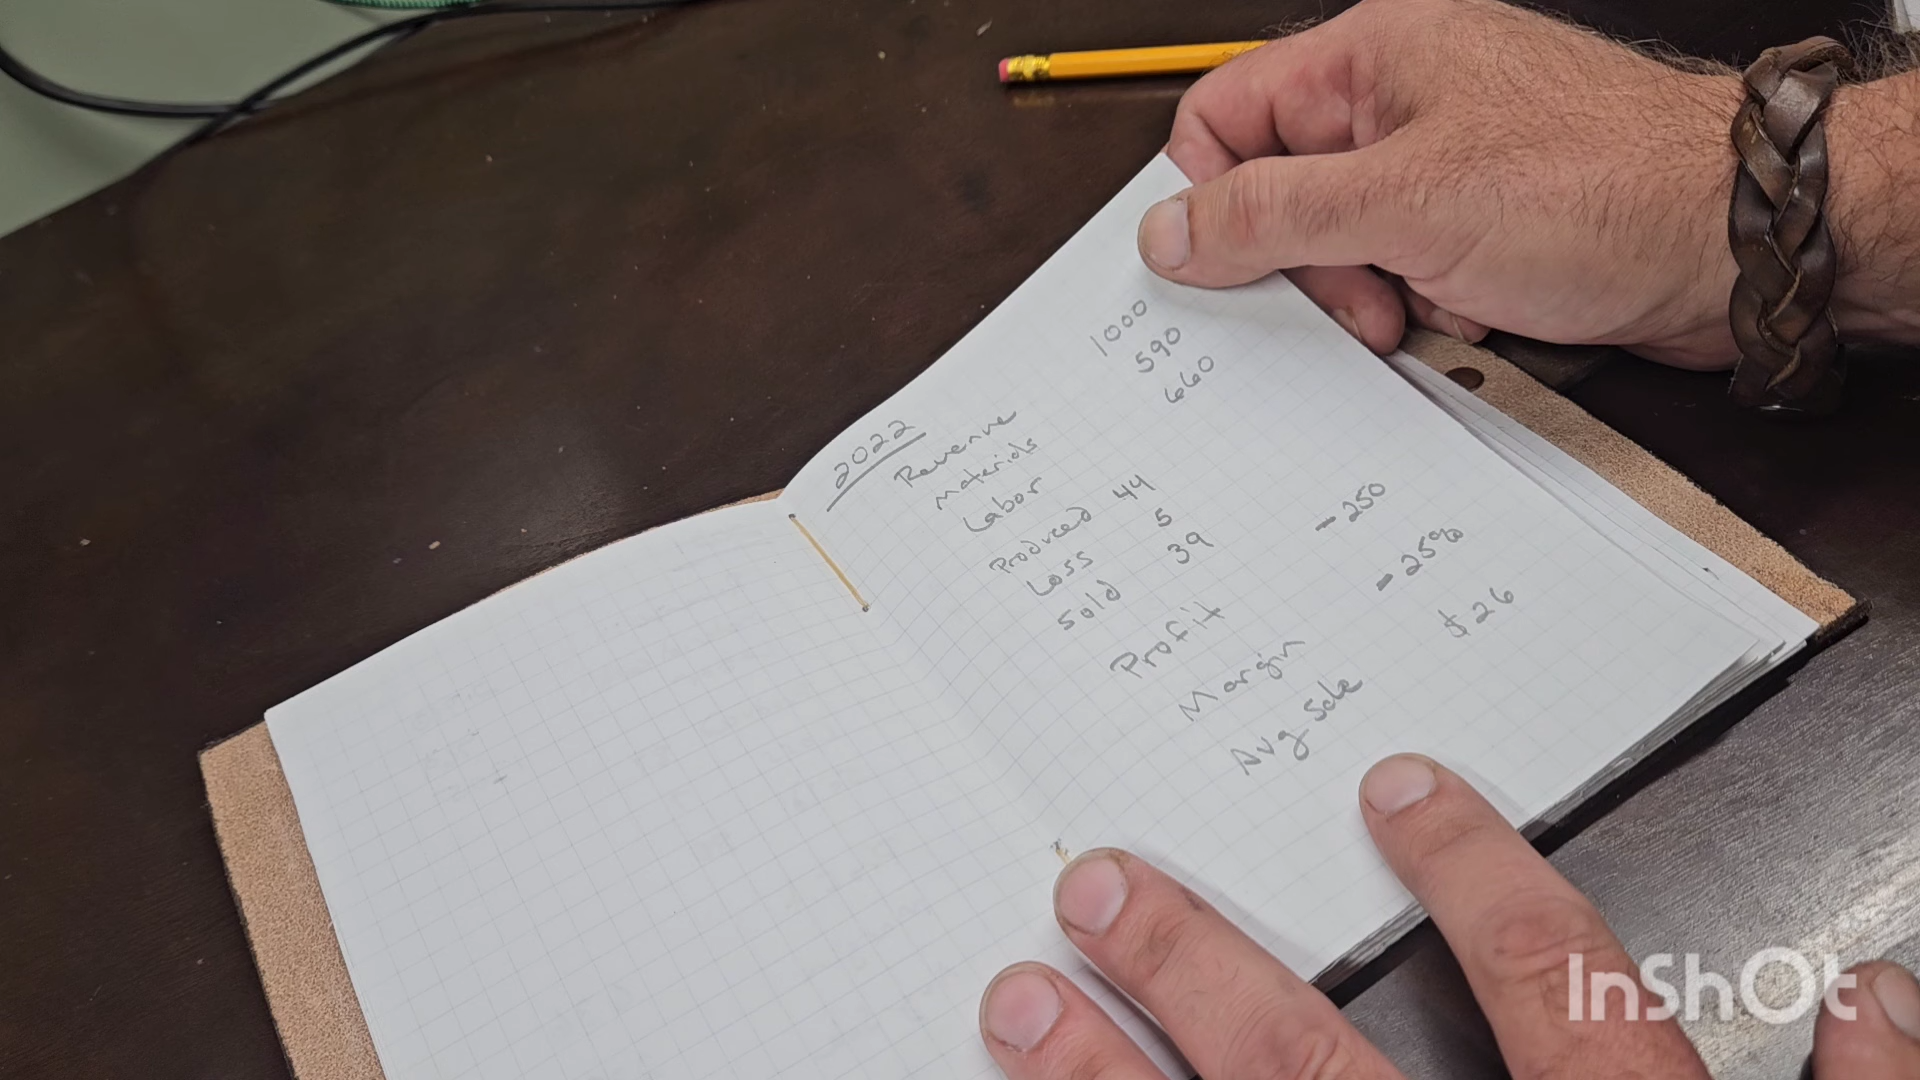 2022
Revenue 1000
Materials 590
Labor 660
Produced 44
Loss 5
Sold 39
Profit - 250
Margin - 25%
Avg Sale $26
InShOt